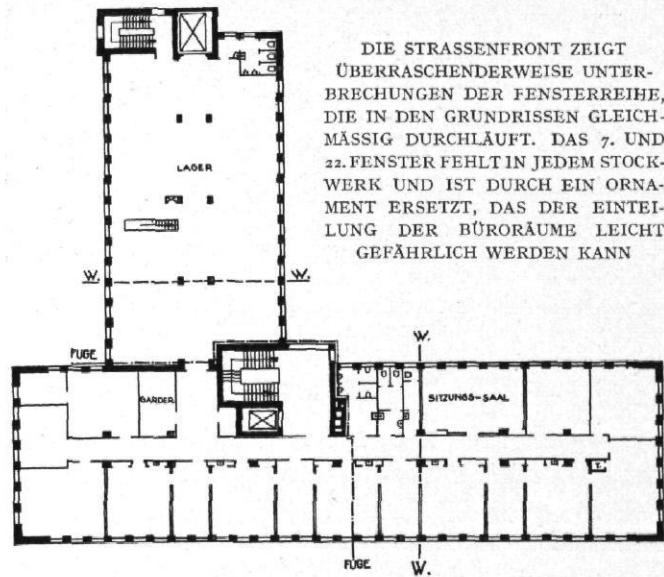 DIE STRASSENFRONT ZEIGT
ÜBERRASCHENDERWEISE UNTER-
BRECHUNGEN DER FENSTERREIHE,
DIE IN DEN GRUNDRISSEN GLEICH-
MÄSSIG DURCHLÄUFT. DAS 7. UND
22. FENSTER FEHLT IN JEDEM STOCK-
WERK UND IST DURCH EIN ORNA-
MENT ERSETZT, DAS DER EINTEI-
LUNG DER BÜRORÄUME LEICHT
GEFÄHRLICH WERDEN KANN
LAGER
W. W.
W.
FUGE
GARDER.
SITZUNGS-SAAL
FUGE
W.